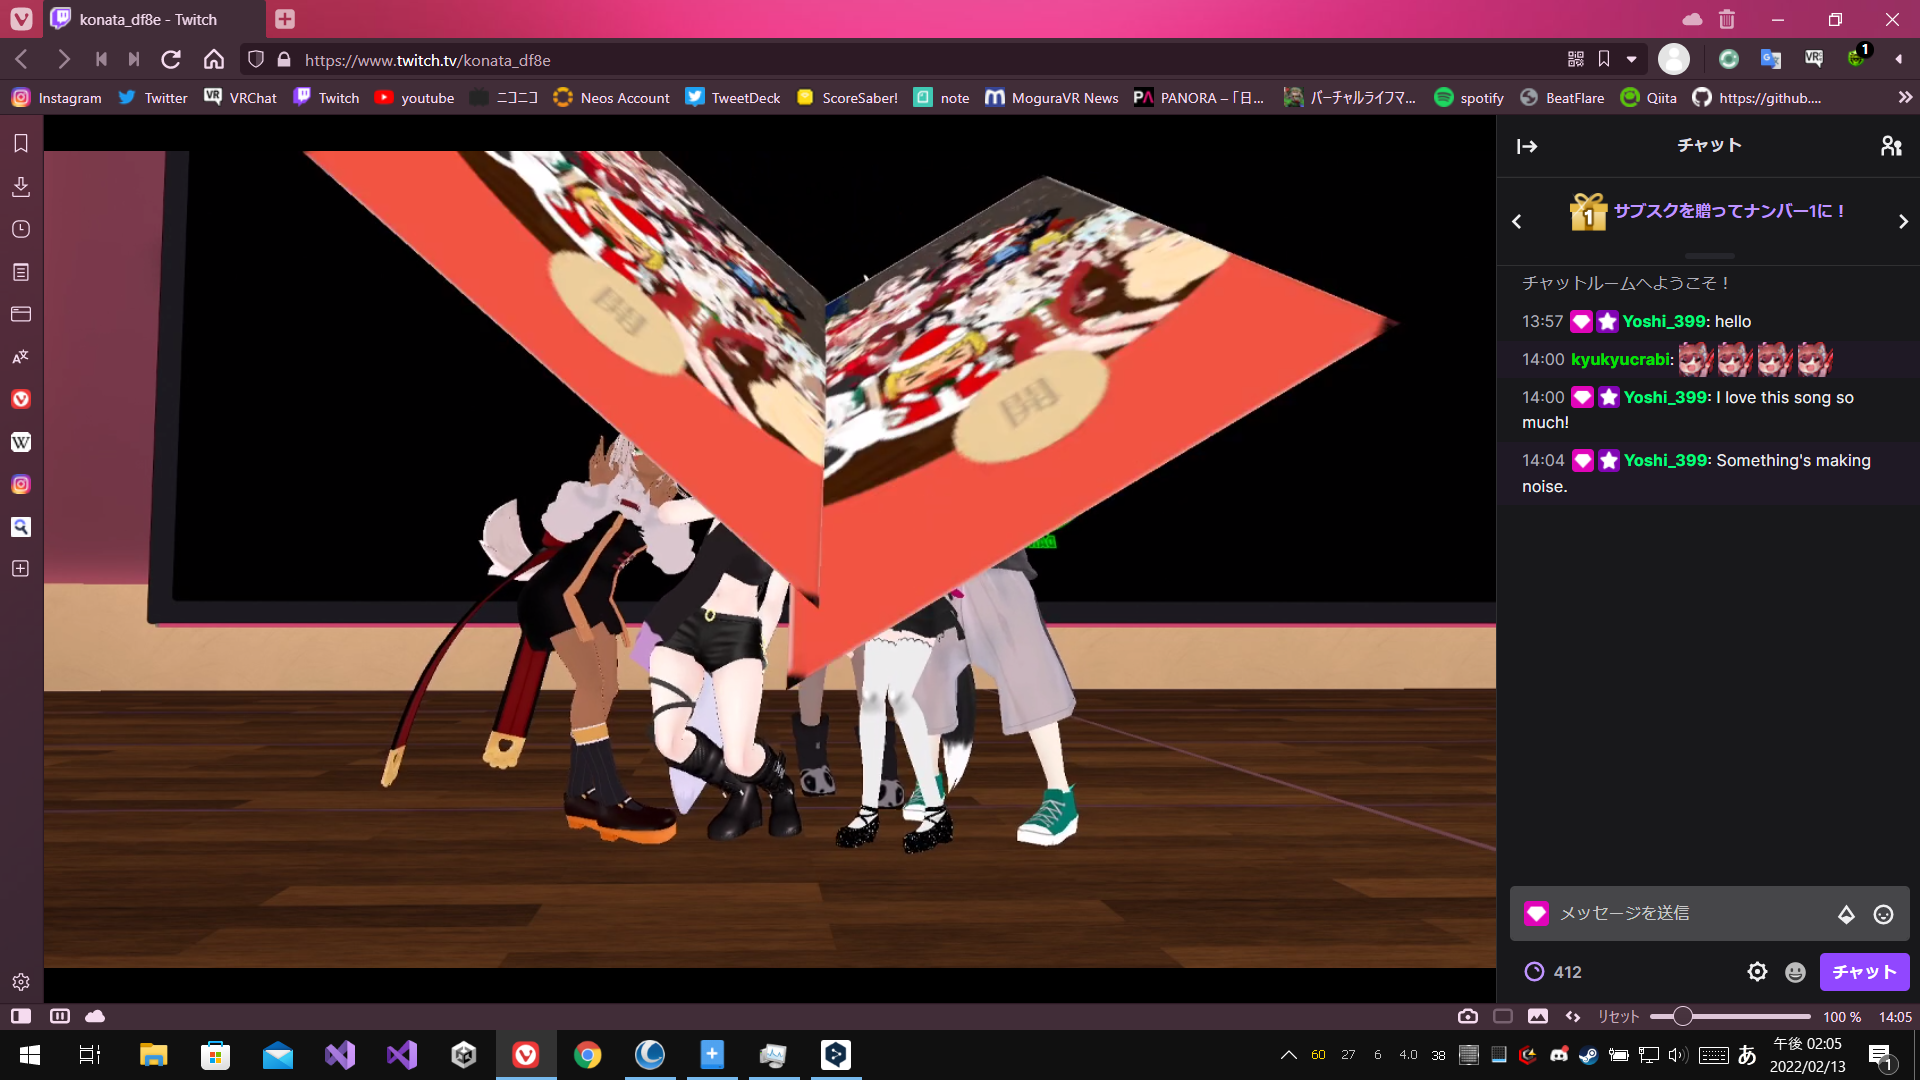 konata_df8e - Twitch
https://www.twitch.tv/konata_df8e
1
Instagram
Twitter
VRChat
Twitch
youtube
ニコニコ
Neos Account
TweetDeck
ScoreSaber!
note
MoguraVR News
PANORA – 「日...
バーチャルライフマ...
spotify
BeatFlare
Qiita
https://github....
チャット
1
サブスクを贈ってナンバー1に！
チャットルームへようこそ！
13:57 Yoshi_399: hello
14:00 kyukyucrabi:
14:00 Yoshi_399: I love this song so
much!
14:04 Yoshi_399: Something's making
noise.
開
開
メッセージを送信
412
チャット
リセット
100 %
14:05
60 27 6 4.0 38
あ
午後 02:05
2022/02/13
1